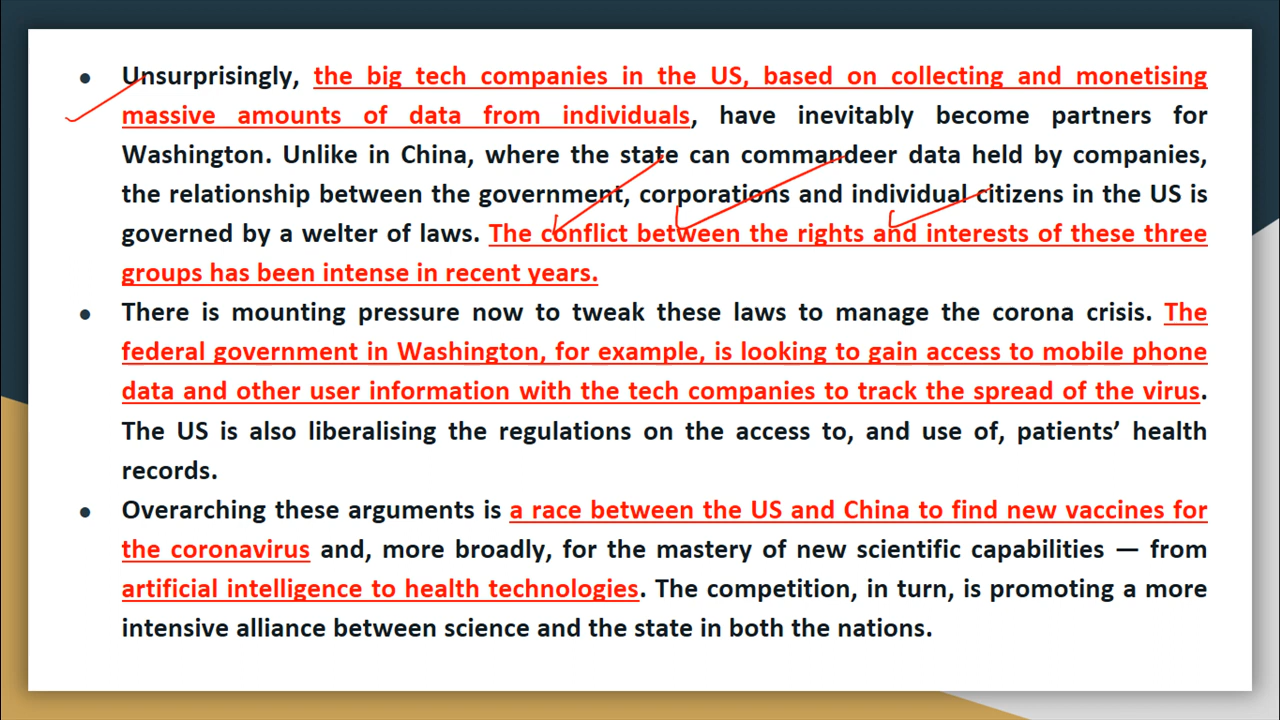 Unsurprisingly, the big tech companies in the US, based on collecting and monetising
massive amounts of data from individuals, have inevitably become partners for
Washington. Unlike in China, where the state can commandeer data held by companies,
the relationship between the government, corporations and individual citizens in the US is
governed by a welter of laws. The conflict between the rights and interests of these three
groups has been intense in recent years.
There is mounting pressure now to tweak these laws to manage the corona crisis. The
federal government in Washington, for example, is looking to gain access to mobile phone
data and other user information with the tech companies to track the spread of the virus.
The US is also liberalising the regulations on the access to, and use of, patients’ health
records.
Overarching these arguments is a race between the US and China to find new vaccines for
the coronavirus and, more broadly, for the mastery of new scientific capabilities — from
artificial intelligence to health technologies. The competition, in turn, is promoting a more
intensive alliance between science and the state in both the nations.